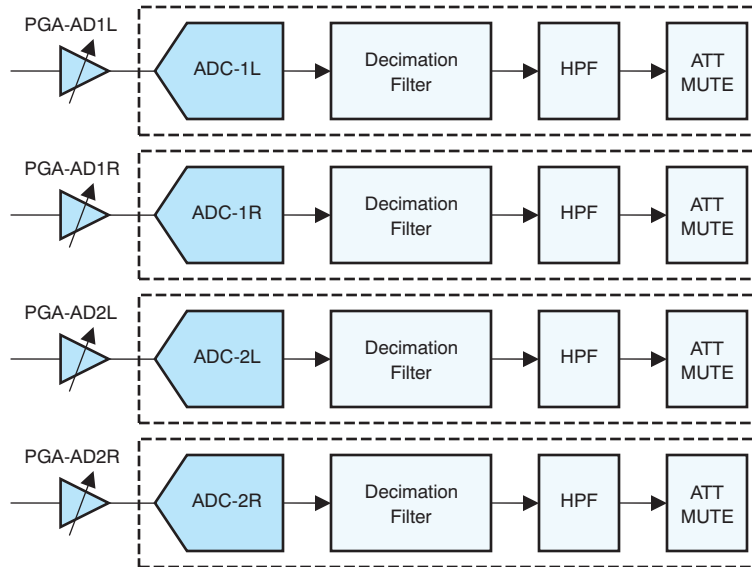 PGA-AD1L
ADC-1L
Decimation
Filter
HPF
ATT
MUTE
PGA-AD1R
ADC-1R
Decimation
Filter
HPF
ATT
MUTE
PGA-AD2L
ADC-2L
Decimation
Filter
HPF
ATT
MUTE
PGA-AD2R
ADC-2R
Decimation
Filter
HPF
ATT
MUTE